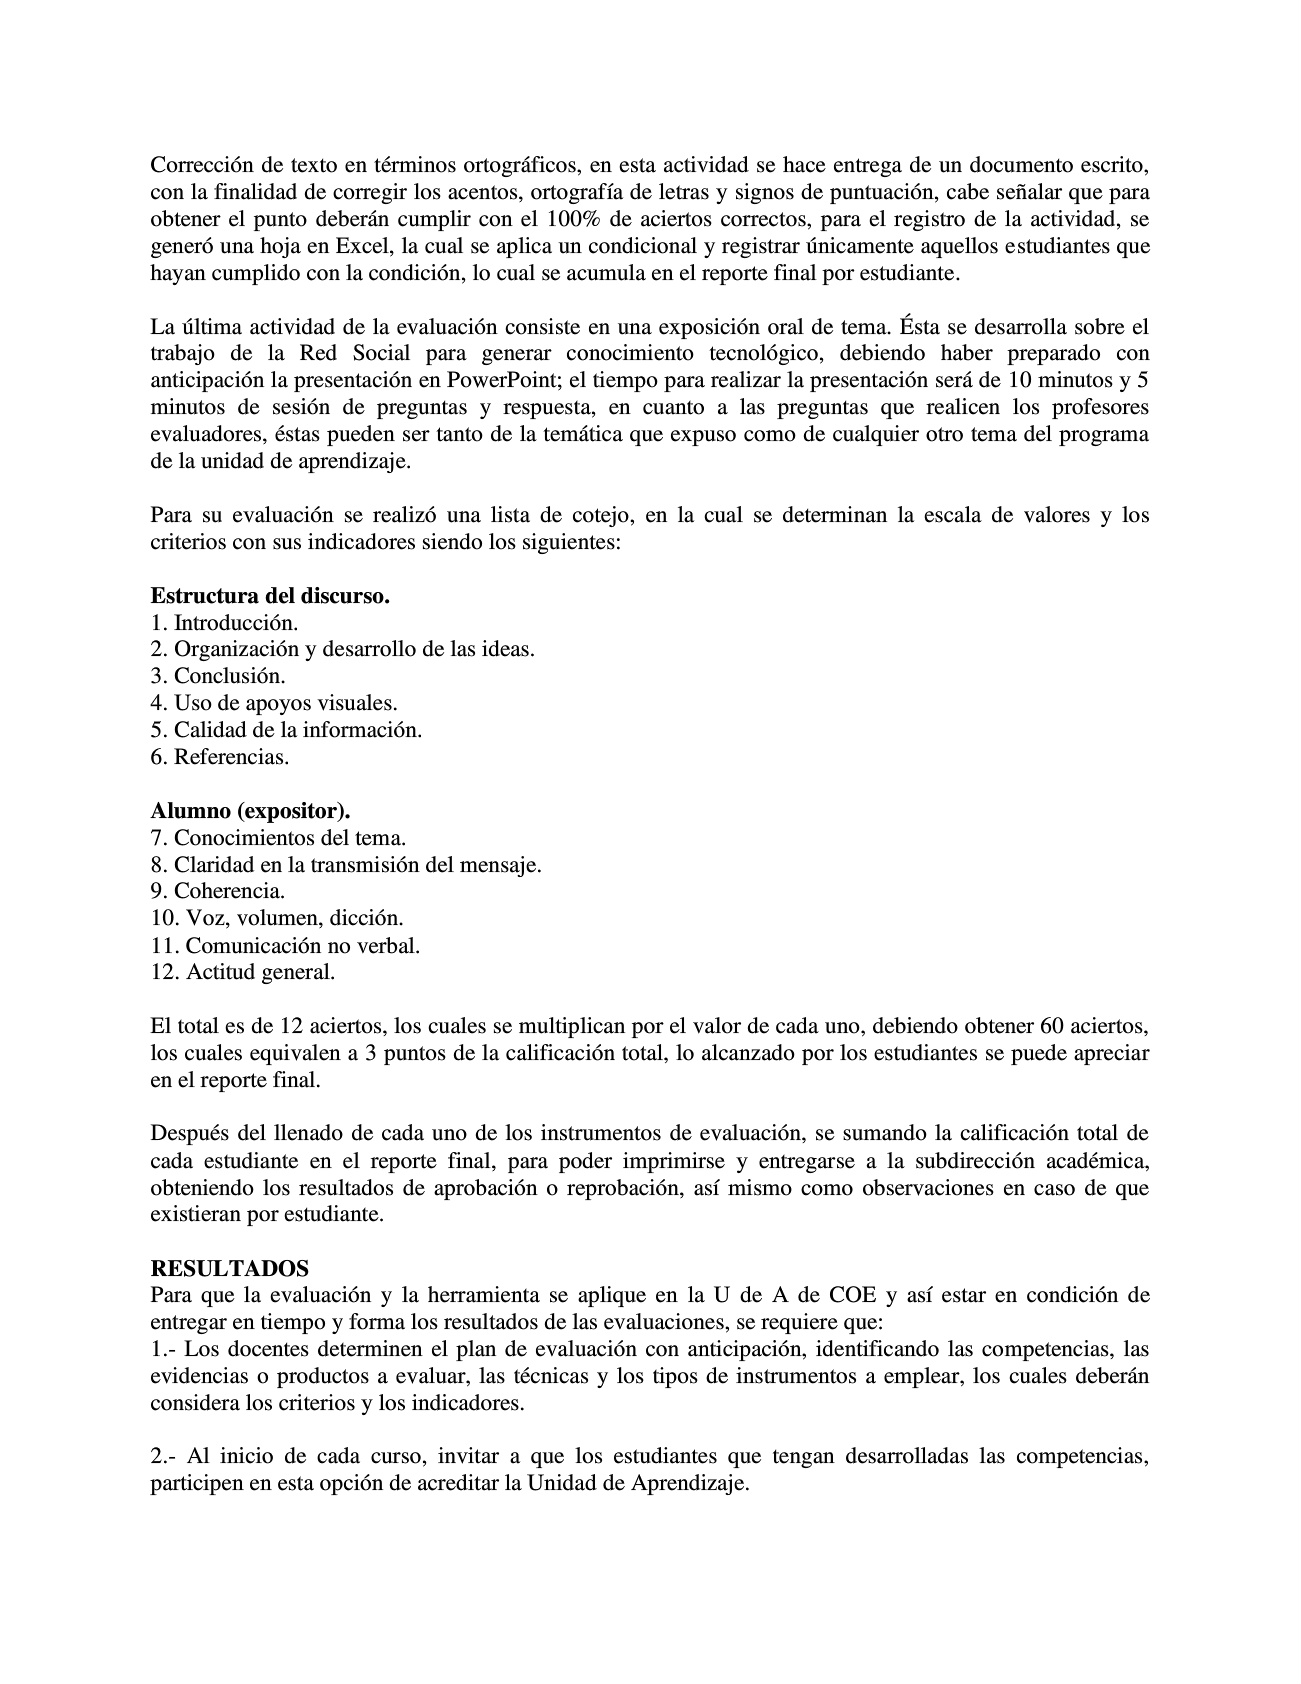 Corrección de texto en términos ortográficos, en esta actividad se hace entrega de un documento escrito,
con la finalidad de corregir los acentos, ortografía de letras y signos de puntuación, cabe señalar que para
obtener el punto deberán cumplir con el 100% de aciertos correctos, para el registro de la actividad, se
generó una hoja en Excel, la cual se aplica un condicional y registrar únicamente aquellos estudiantes que
hayan cumplido con la condición, lo cual se acumula en el reporte final por estudiante.
La última actividad de la evaluación consiste en una exposición oral de tema. Ésta se desarrolla sobre el
trabajo de la Red Social para generar conocimiento tecnológico, debiendo haber preparado con
anticipación la presentación en PowerPoint; el tiempo para realizar la presentación será de 10 minutos y 5
minutos de sesión de preguntas y respuesta, en cuanto a las preguntas que realicen los profesores
evaluadores, éstas pueden ser tanto de la temática que expuso como de cualquier otro tema del programa
de la unidad de aprendizaje.
Para su evaluación se realizó una lista de cotejo, en la cual se determinan la escala de valores y los
criterios con sus indicadores siendo los siguientes:
Estructura del discurso.
1. Introducción.
2. Organización y desarrollo de las ideas.
3. Conclusión.
4. Uso de apoyos visuales.
5. Calidad de la información.
6. Referencias.
Alumno (expositor).
7. Conocimientos del tema.
8. Claridad en la transmisión del mensaje.
9. Coherencia.
10. Voz, volumen, dicción.
11. Comunicación no verbal.
12. Actitud general.
El total es de 12 aciertos, los cuales se multiplican por el valor de cada uno, debiendo obtener 60 aciertos,
los cuales equivalen a 3 puntos de la calificación total, lo alcanzado por los estudiantes se puede apreciar
en el reporte final.
Después del llenado de cada uno de los instrumentos de evaluación, se sumando la calificación total de
cada estudiante en el reporte final, para poder imprimirse y entregarse a la subdirección académica,
obteniendo los resultados de aprobación o reprobación, así mismo como observaciones en caso de que
existieran por estudiante.
RESULTADOS
Para que la evaluación y la herramienta se aplique en la U de A de COE y así estar en condición de
entregar en tiempo y forma los resultados de las evaluaciones, se requiere que:
1.- Los docentes determinen el plan de evaluación con anticipación, identificando las competencias, las
evidencias o productos a evaluar, las técnicas y los tipos de instrumentos a emplear, los cuales deberán
considera los criterios y los indicadores.
2.- Al inicio de cada curso, invitar a que los estudiantes que tengan desarrolladas las competencias,
participen en esta opción de acreditar la Unidad de Aprendizaje.